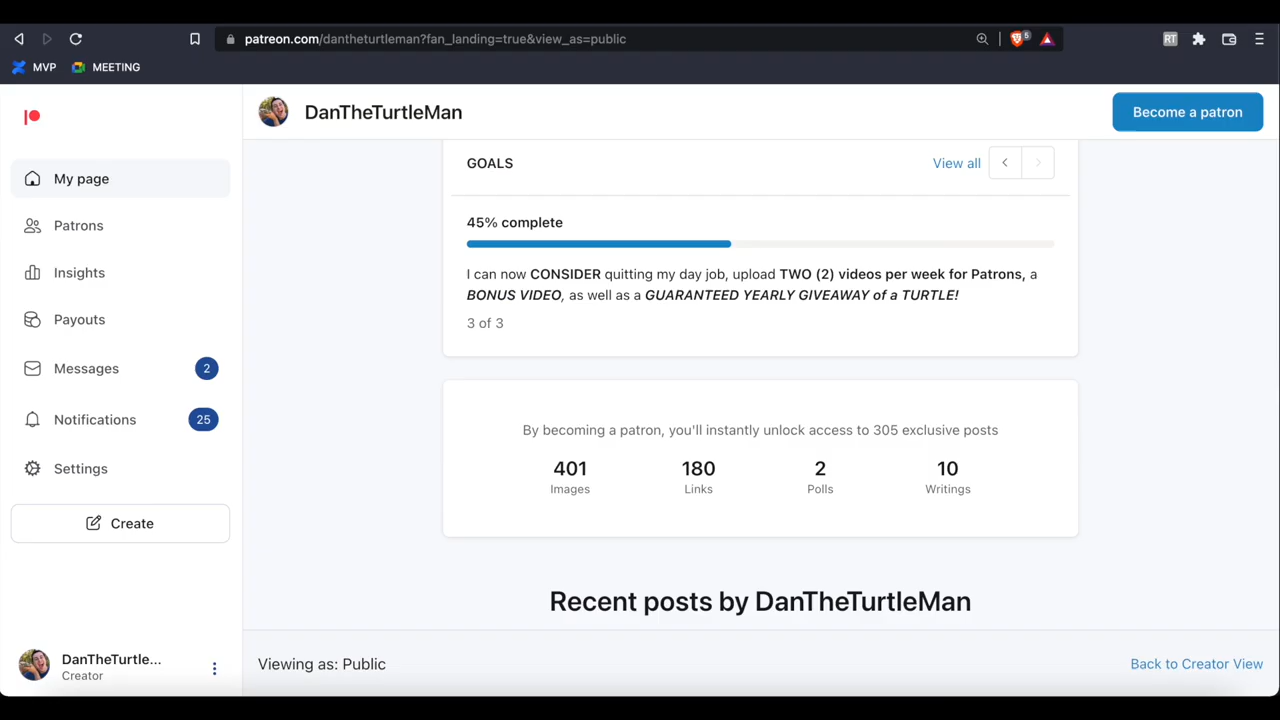 patreon.com/dantheturtleman?fan_landing=true&view_as=public
5
RT
MVP
MEETING
DanTheTurtleMan
Become a patron
My page
Patrons
Insights
Payouts
Messages
2
Notifications
25
Settings
Create
DanTheTurtle...
Creator
GOALS
View all
45% complete
I can now CONSIDER quitting my day job, upload TWO (2) videos per week for Patrons, a
BONUS VIDEO, as well as a GUARANTEED YEARLY GIVEAWAY of a TURTLE!
3 of 3
By becoming a patron, you'll instantly unlock access to 305 exclusive posts
401
Images
180
Links
2
Polls
10
Writings
Recent posts by DanTheTurtleMan
Viewing as: Public
Back to Creator View